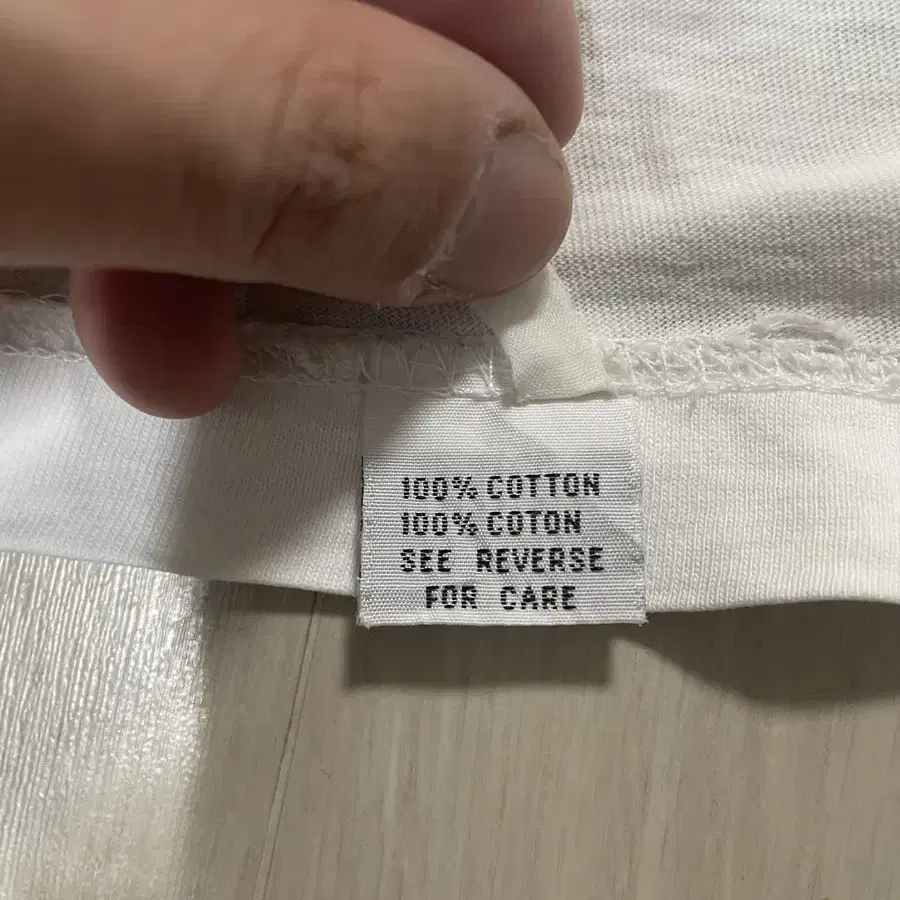 100% COTTON
100% COTON
SEE REVERSE
FOR CARE